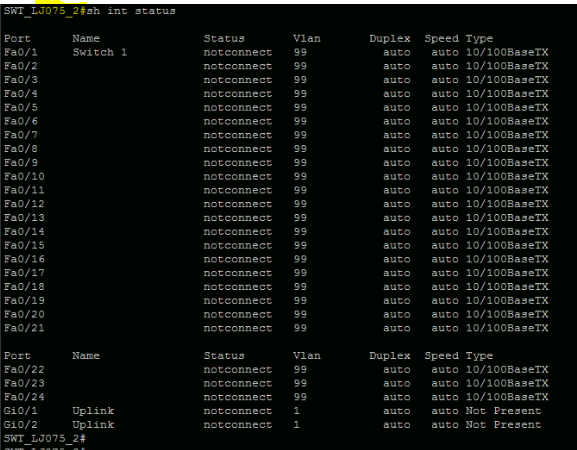 SWT_LJ075_2#sh int status
Port Name Status Vlan Duplex Speed Type
Fa0/1 Switch 1 notconnect 99 auto auto 10/100BaseTX
Fa0/2 notconnect 99 auto auto 10/100BaseTX
Fa0/3 notconnect 99 auto auto 10/100BaseTX
Fa0/4 notconnect 99 auto auto 10/100BaseTX
Fa0/5 notconnect 99 auto auto 10/100BaseTX
Fa0/6 notconnect 99 auto auto 10/100BaseTX
Fa0/7 notconnect 99 auto auto 10/100BaseTX
Fa0/8 notconnect 99 auto auto 10/100BaseTX
Fa0/9 notconnect 99 auto auto 10/100BaseTX
Fa0/10 notconnect 99 auto auto 10/100BaseTX
Fa0/11 notconnect 99 auto auto 10/100BaseTX
Fa0/12 notconnect 99 auto auto 10/100BaseTX
Fa0/13 notconnect 99 auto auto 10/100BaseTX
Fa0/14 notconnect 99 auto auto 10/100BaseTX
Fa0/15 notconnect 99 auto auto 10/100BaseTX
Fa0/16 notconnect 99 auto auto 10/100BaseTX
Fa0/17 notconnect 99 auto auto 10/100BaseTX
Fa0/18 notconnect 99 auto auto 10/100BaseTX
Fa0/19 notconnect 99 auto auto 10/100BaseTX
Fa0/20 notconnect 99 auto auto 10/100BaseTX
Fa0/21 notconnect 99 auto auto 10/100BaseTX
Port Name Status Vlan Duplex Speed Type
Fa0/22 notconnect 99 auto auto 10/100BaseTX
Fa0/23 notconnect 99 auto auto 10/100BaseTX
Fa0/24 notconnect 99 auto auto 10/100BaseTX
Gi0/1 Uplink notconnect 1 auto auto Not Present
Gi0/2 Uplink notconnect 1 auto auto Not Present
SWT_LJ075_2#